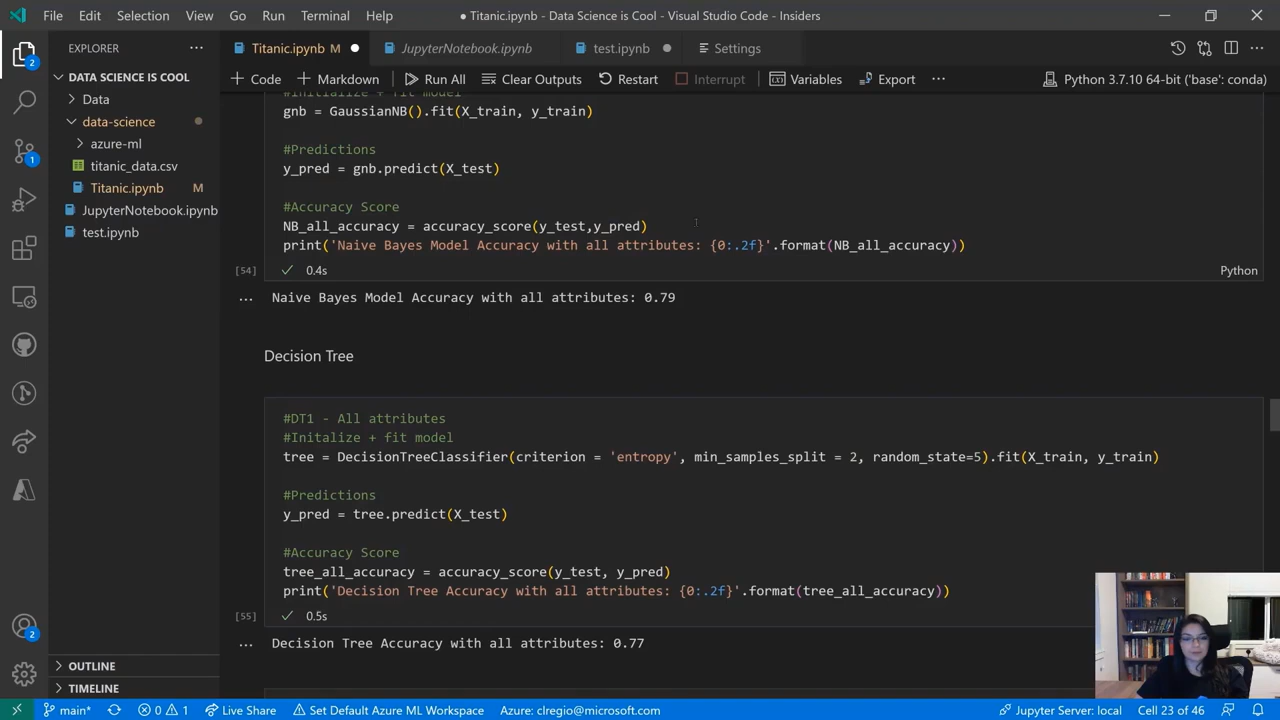 File Edit Selection View Go Run Terminal Help
● Titanic.ipynb - Data Science is Cool - Visual Studio Code - Insiders
EXPLORER
DATA SCIENCE IS COOL
Data
data-science
azure-ml
titanic_data.csv
Titanic.ipynb M
JupyterNotebook.ipynb
test.ipynb
OUTLINE
TIMELINE
2
1
2
Titanic.ipynb M
JupyterNotebook.ipynb
test.ipynb
Settings
Code Markdown Run All Clear Outputs Restart Interrupt Variables Export Python 3.7.10 64-bit ('base': conda)
#Initialize + fit model
gnb = GaussianNB().fit(X_train, y_train)
#Predictions
y_pred = gnb.predict(X_test)
#Accuracy Score
NB_all_accuracy = accuracy_score(y_test,y_pred)
print('Naive Bayes Model Accuracy with all attributes: {0:.2f}'.format(NB_all_accuracy))
[54] 0.4s Python
Naive Bayes Model Accuracy with all attributes: 0.79
Decision Tree
#DT1 - All attributes
#Initalize + fit model
tree = DecisionTreeClassifier(criterion = 'entropy', min_samples_split = 2, random_state=5).fit(X_train, y_train)
#Predictions
y_pred = tree.predict(X_test)
#Accuracy Score
tree_all_accuracy = accuracy_score(y_test, y_pred)
print('Decision Tree Accuracy with all attributes: {0:.2f}'.format(tree_all_accuracy))
[55] 0.5s
Decision Tree Accuracy with all attributes: 0.77
main* 0 1 Live Share Set Default Azure ML Workspace Azure: clregio@microsoft.com Jupyter Server: local Cell 23 of 46